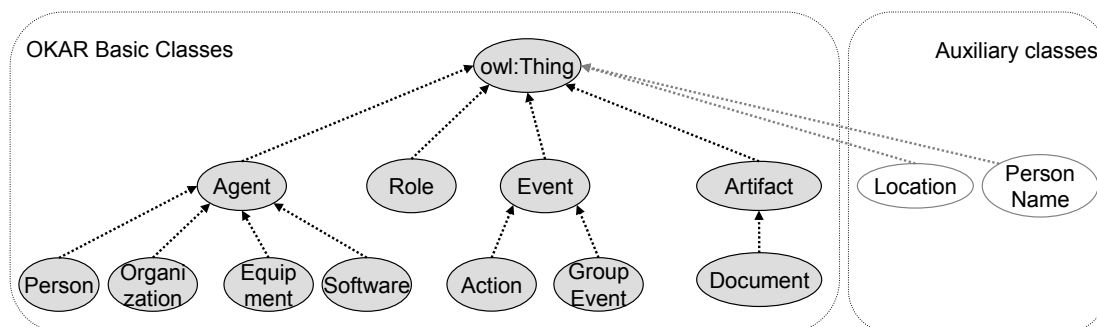 OKAR Basic Classes
Auxiliary classes
owl:Thing
Agent
Role
Event
Artifact
Location
Person
Name
Person
Organi
zation
Equip
ment
Software
Action
Group
Event
Document